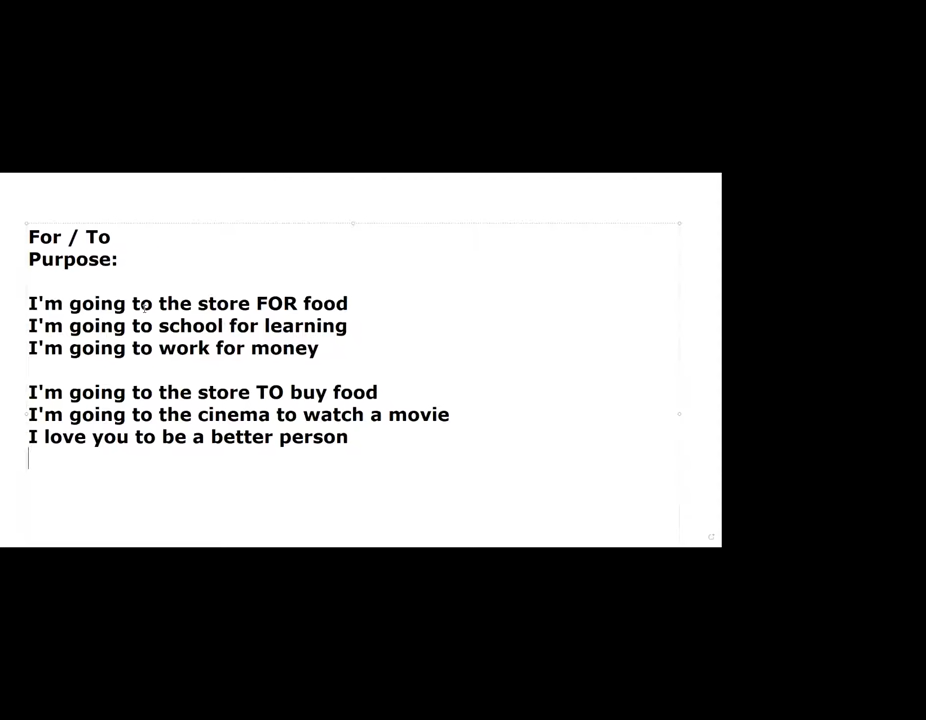 For / To
Purpose:
I'm going to the store FOR food
I'm going to school for learning
I'm going to work for money
I'm going to the store TO buy food
I'm going to the cinema to watch a movie
I love you to be a better person